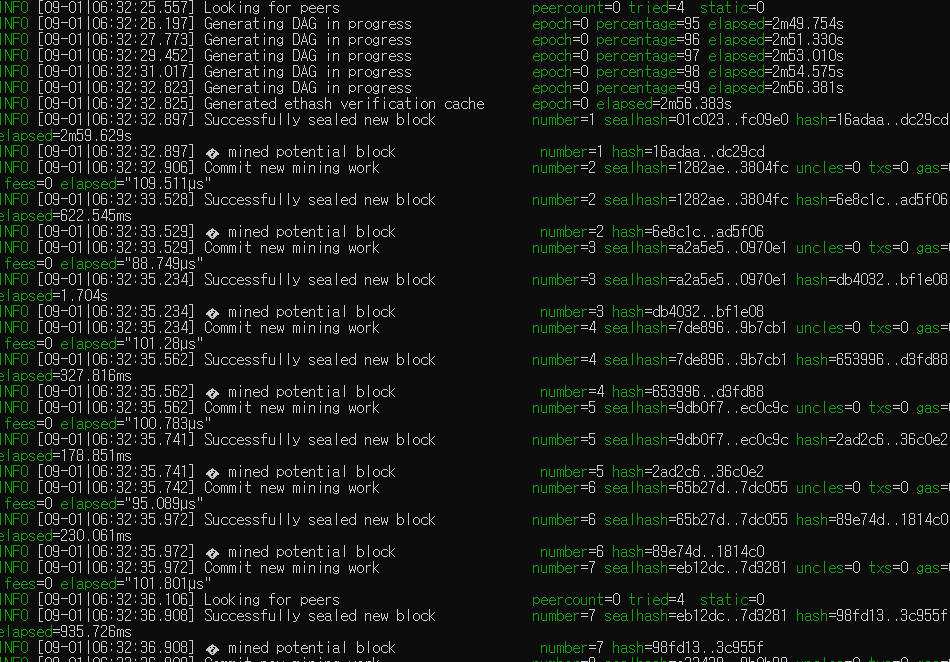 INFO [09-01|06:32:25.557] Looking for peers                        peercount=0 tried=4  static=0
INFO [09-01|06:32:26.197] Generating DAG in progress               epoch=0 percentage=95 elapsed=2m49.754s
INFO [09-01|06:32:27.773] Generating DAG in progress               epoch=0 percentage=96 elapsed=2m51.330s
INFO [09-01|06:32:29.452] Generating DAG in progress               epoch=0 percentage=97 elapsed=2m53.010s
INFO [09-01|06:32:31.017] Generating DAG in progress               epoch=0 percentage=98 elapsed=2m54.575s
INFO [09-01|06:32:32.823] Generating DAG in progress               epoch=0 percentage=99 elapsed=2m56.381s
INFO [09-01|06:32:32.825] Generated ethash verification cache      epoch=0 elapsed=2m56.383s
INFO [09-01|06:32:32.897] Successfully sealed new block            number=1 sealhash=01c023..fc09e0 hash=16adaa..dc29cd
elapsed=2m59.629s
INFO [09-01|06:32:32.897] � mined potential block                  number=1 hash=16adaa..dc29cd
INFO [09-01|06:32:32.906] Commit new mining work                   number=2 sealhash=1282ae..3804fc uncles=0 txs=0 gas=
fees=0 elapsed="109.511µs"
INFO [09-01|06:32:33.528] Successfully sealed new block            number=2 sealhash=1282ae..3804fc hash=6e8c1c..ad5f06
elapsed=622.545ms
INFO [09-01|06:32:33.529] � mined potential block                  number=2 hash=6e8c1c..ad5f06
INFO [09-01|06:32:33.529] Commit new mining work                   number=3 sealhash=a2a5e5..0970e1 uncles=0 txs=0 gas=
fees=0 elapsed="88.749µs"
INFO [09-01|06:32:35.234] Successfully sealed new block            number=3 sealhash=a2a5e5..0970e1 hash=db4032..bf1e08
elapsed=1.704s
INFO [09-01|06:32:35.234] � mined potential block                  number=3 hash=db4032..bf1e08
INFO [09-01|06:32:35.234] Commit new mining work                   number=4 sealhash=7de896..9b7cb1 uncles=0 txs=0 gas=
fees=0 elapsed="101.28µs"
INFO [09-01|06:32:35.562] Successfully sealed new block            number=4 sealhash=7de896..9b7cb1 hash=653996..d3fd88
elapsed=327.816ms
INFO [09-01|06:32:35.562] � mined potential block                  number=4 hash=653996..d3fd88
INFO [09-01|06:32:35.562] Commit new mining work                   number=5 sealhash=9db0f7..ec0c9c uncles=0 txs=0 gas=
fees=0 elapsed="100.783µs"
INFO [09-01|06:32:35.741] Successfully sealed new block            number=5 sealhash=9db0f7..ec0c9c hash=2ad2c6..36c0e2
elapsed=178.851ms
INFO [09-01|06:32:35.741] � mined potential block                  number=5 hash=2ad2c6..36c0e2
INFO [09-01|06:32:35.742] Commit new mining work                   number=6 sealhash=65b27d..7dc055 uncles=0 txs=0 gas=
fees=0 elapsed="95.069µs"
INFO [09-01|06:32:35.972] Successfully sealed new block            number=6 sealhash=65b27d..7dc055 hash=89e74d..1814c0
elapsed=230.061ms
INFO [09-01|06:32:35.972] � mined potential block                  number=6 hash=89e74d..1814c0
INFO [09-01|06:32:35.972] Commit new mining work                   number=7 sealhash=eb12dc..7d3281 uncles=0 txs=0 gas=
fees=0 elapsed="101.801µs"
INFO [09-01|06:32:36.106] Looking for peers                        peercount=0 tried=4  static=0
INFO [09-01|06:32:36.908] Successfully sealed new block            number=7 sealhash=eb12dc..7d3281 hash=98fd13..3c955f
elapsed=935.726ms
INFO [09-01|06:32:36.908] � mined potential block                  number=7 hash=98fd13..3c955f